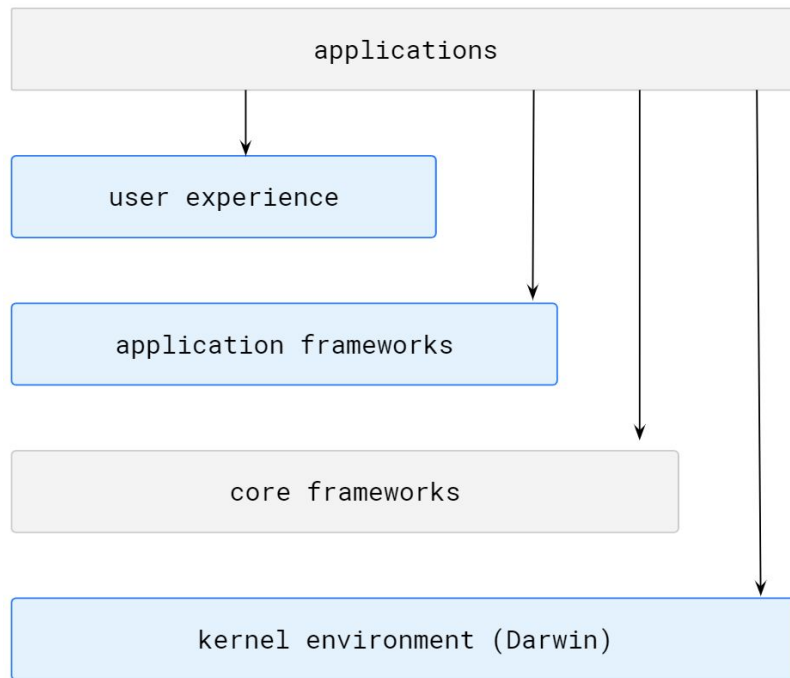 applications
user experience
application frameworks
core frameworks
kernel environment (Darwin)